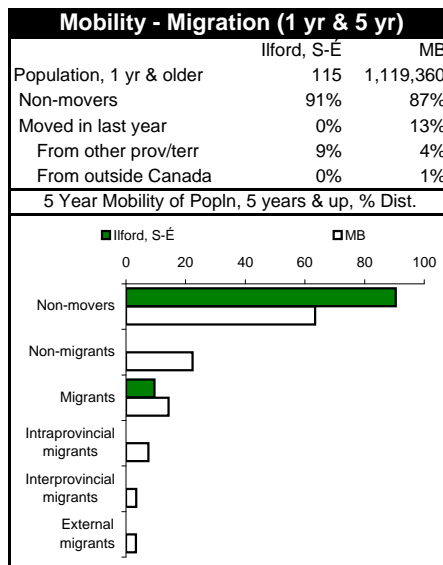 Mobility - Migration (1 yr & 5 yr)
Ilford, S-É MB
Population, 1 yr & older 115 1,119,360
Non-movers 91% 87%
Moved in last year 0% 13%
From other prov/terr 9% 4%
From outside Canada 0% 1%
5 Year Mobility of Popln, 5 years & up, % Dist.
Ilford, S-É MB
0 20 40 60 80 100
Non-movers
Non-migrants
Migrants
Intraprovincial
migrants
Interprovincial
migrants
External
migrants